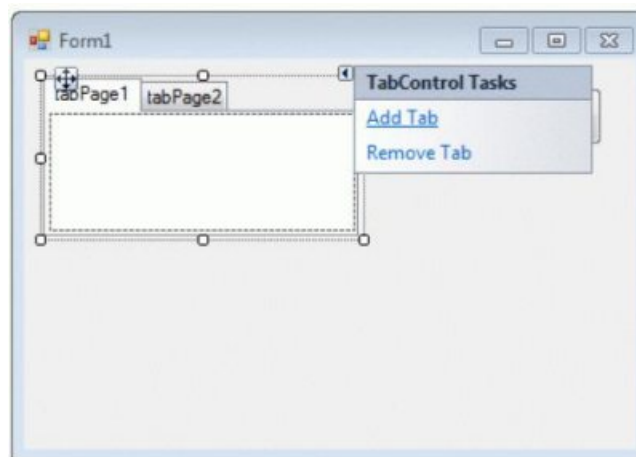 Form1
tabPage1 tabPage2
TabControl Tasks
Add Tab
Remove Tab